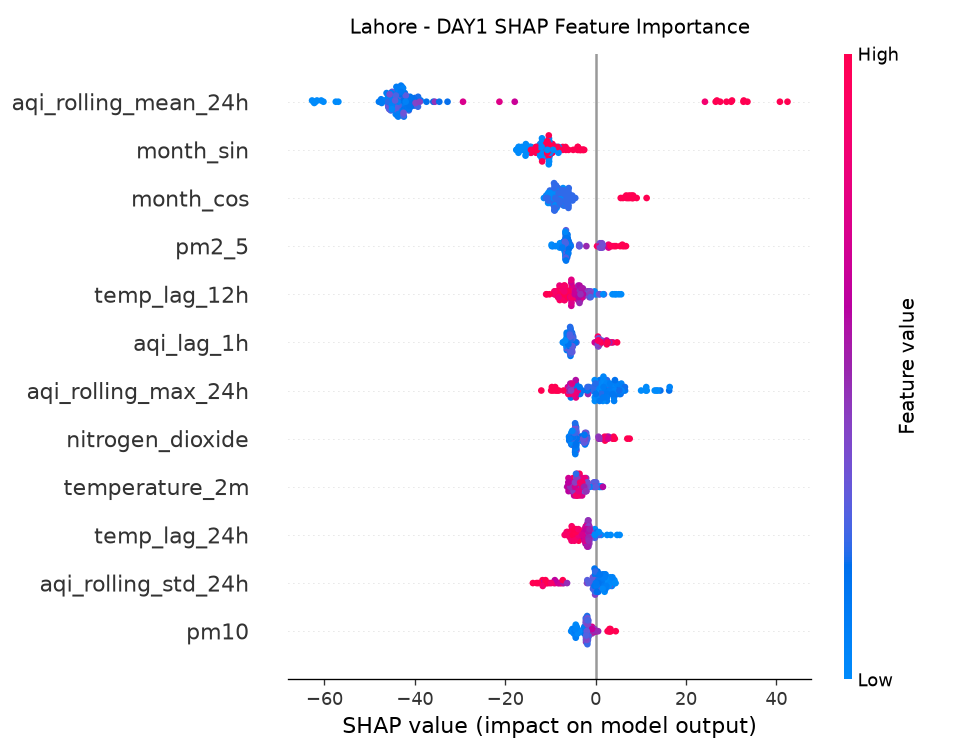 Lahore - DAY1 SHAP Feature Importance
High
aqi_rolling_mean_24h
month_sin
month_cos
pm2_5
temp_lag_12h
aqi_lag_1h
aqi_rolling_max_24h
nitrogen_dioxide
temperature_2m
temp_lag_24h
aqi_rolling_std_24h
pm10
Feature value
Low
−60 −40 −20 0 20 40
SHAP value (impact on model output)